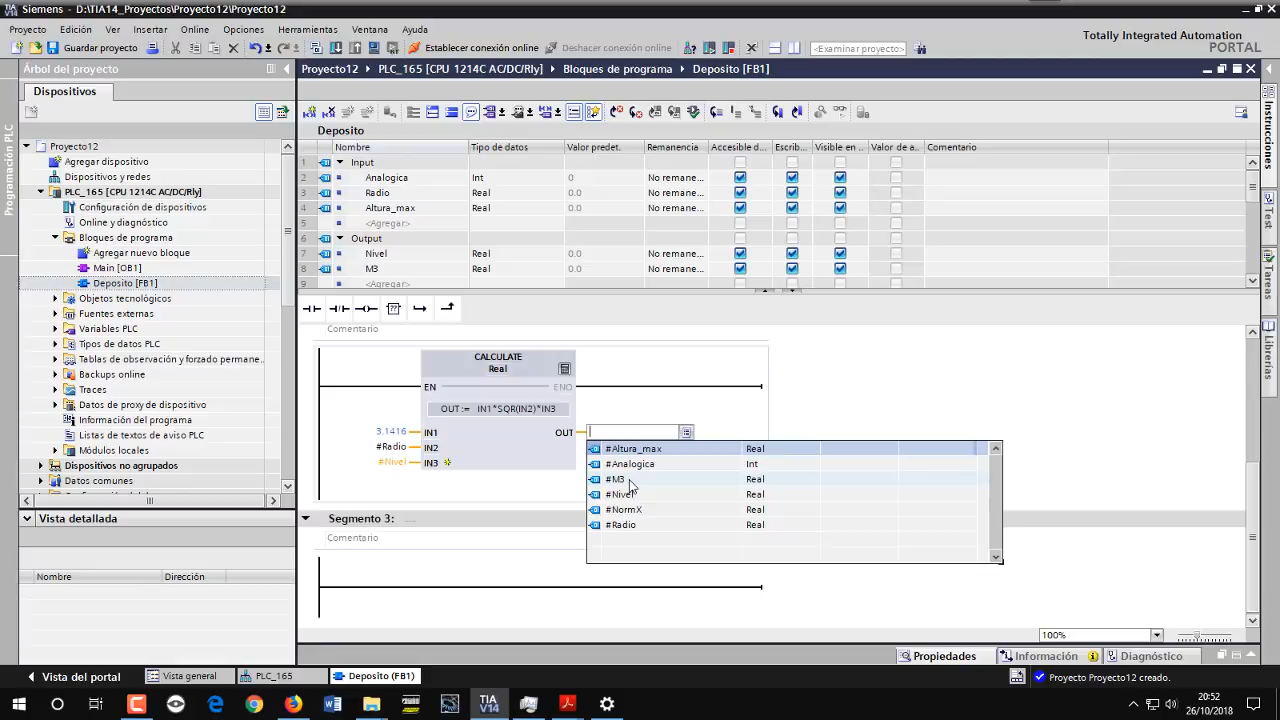 Siemens - D:\TIA14_Proyectos\Proyecto12\Proyecto12
Proyecto Edición Ver Insertar Online Opciones Herramientas Ventana Ayuda
Totally Integrated Automation
PORTAL
Guardar proyecto Establecer conexión online Deshacer conexión online <Examinar proyecto>
Árbol del proyecto
Proyecto12 PLC_165 [CPU 1214C AC/DC/Rly] Bloques de programa Deposito [FB1]
Dispositivos
Programación PLC
Proyecto12
Agregar dispositivo
Dispositivos y redes
PLC_165 [CPU 1214C AC/DC/Rly]
Configuración de dispositivos
Online y diagnóstico
Bloques de programa
Agregar nuevo bloque
Main [OB1]
Deposito [FB1]
Objetos tecnológicos
Fuentes externas
Variables PLC
Tipos de datos PLC
Tablas de observación y forzado permane...
Backups online
Traces
Datos de proxy de dispositivo
Información del programa
Listas de textos de aviso PLC
Módulos locales
Dispositivos no agrupados
Datos comunes
Vista detallada
Nombre Dirección
Deposito
Nombre Tipo de datos Valor predet. Remanencia Accesible d... Escrib... Visible en .. Valor de a.. Comentario
1 Input
2 Analogica Int 0 No remane...
3 Radio Real 0.0 No remane...
4 Altura_max Real 0.0 No remane...
5 <Agregar>
6 Output
7 Nivel Real 0.0 No remane...
8 M3 Real 0.0 No remane...
9 <Agregar>
Comentario
CALCULATE
Real
EN ENO
OUT := IN1*SQR(IN2)*IN3
3.1416 IN1 OUT
#Radio IN2
#Nivel IN3
#Altura_max Real
#Analogica Int
#M3 Real
#Nivel Real
#NormX Real
#Radio Real
Segmento 3: .....
Comentario
100%
Propiedades Información Diagnóstico
Instrucciones
Test
Tareas
Librerías
Vista del portal Vista general PLC_165 Deposito (FB1) Proyecto Proyecto12 creado.
TIA
V14
20:52
26/10/2018